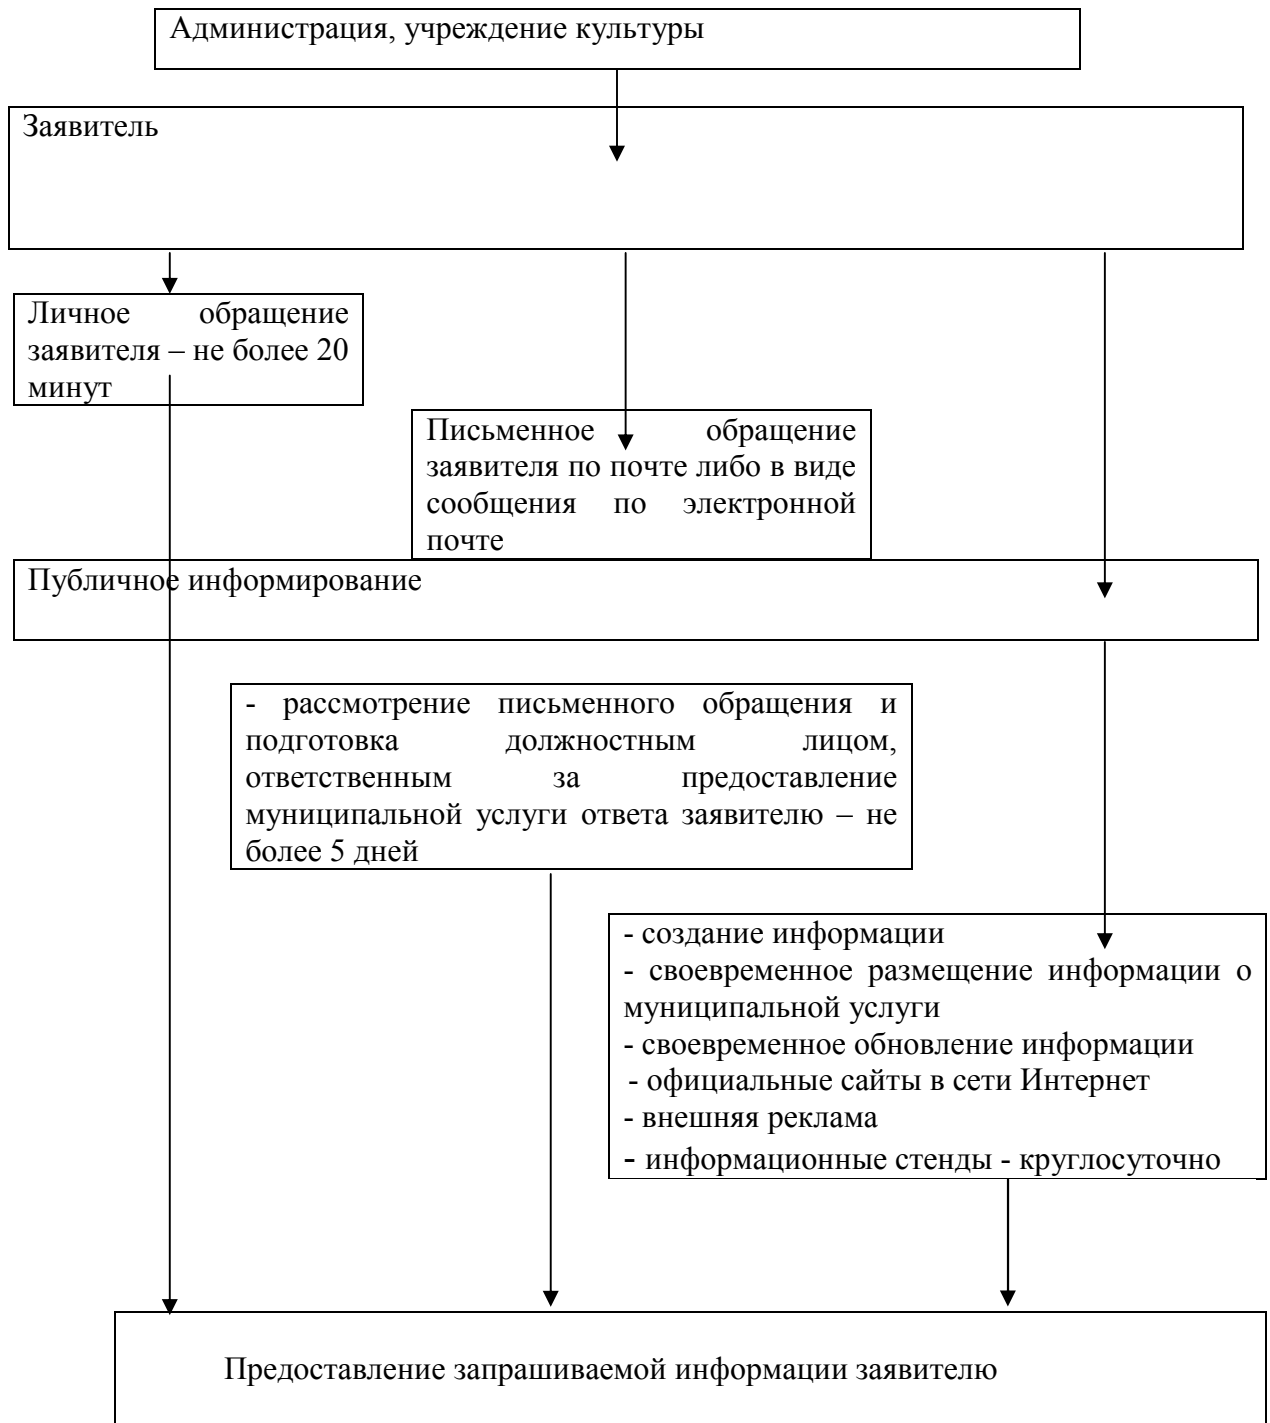 Администрация, учреждение культуры
Заявитель
Личное обращение
заявителя – не более 20
минут
Письменное обращение
заявителя по почте либо в виде
сообщения по электронной
почте
Публичное информирование
- рассмотрение письменного обращения и
подготовка должностным лицом,
ответственным за предоставление
муниципальной услуги ответа заявителю – не
более 5 дней
- создание информации
- своевременное размещение информации о
муниципальной услуги
- своевременное обновление информации
- официальные сайты в сети Интернет
- внешняя реклама
- информационные стенды - круглосуточно
Предоставление запрашиваемой информации заявителю